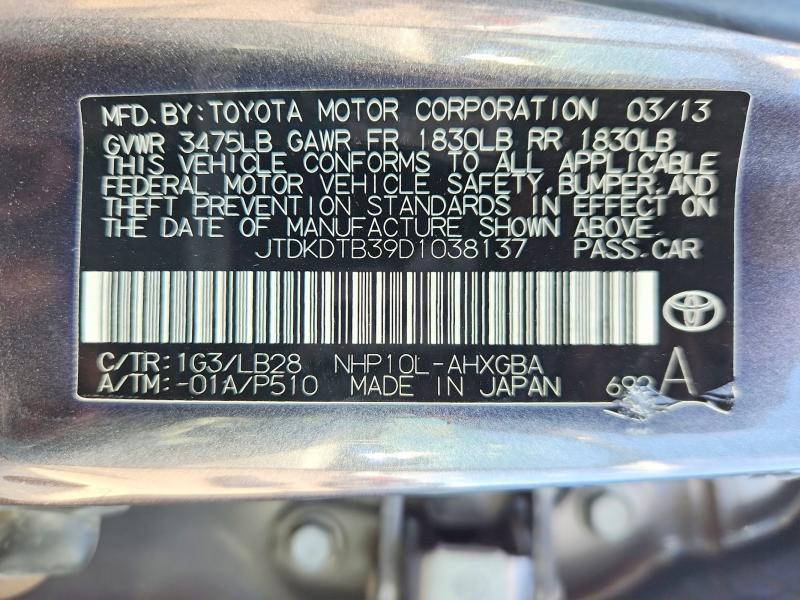 MFD.BY:TOYOTA MOTOR CORPORATION 03/13
GVWR 3475LB GAWR FR 1830LB RR 1830LB
THIS VEHICLE CONFORMS TO ALL APPLICABLE
FEDERAL MOTOR VEHICLE SAFETY,BUMPER,AND
THEFT PREVENTION STANDARDS IN EFFECT ON
THE DATE OF MANUFACTURE SHOWN ABOVE.
JTDKDTB39D1038137 PASS.CAR
C/TR:1G3/LB28 NHP10L-AHXGBA
A/TM:-01A/P510 MADE IN JAPAN A